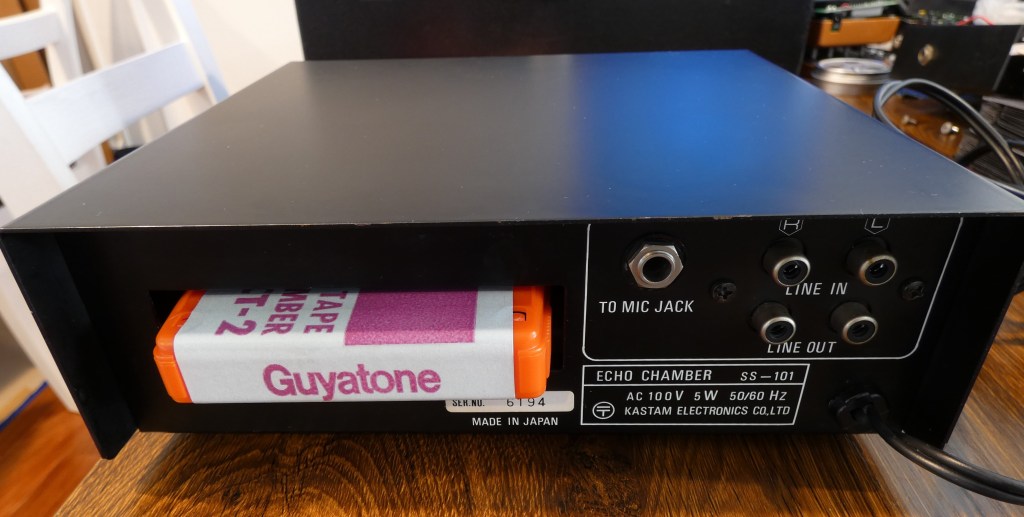 TAPE
MBER
CT-2
Guyatone
SER.NO. 6194
MADE IN JAPAN
TO MIC JACK
R L
LINE IN
LINE OUT
ECHO CHAMBER SS-101
AC 100V 5W 50/60 Hz
KASTAM ELECTRONICS CO,LTD